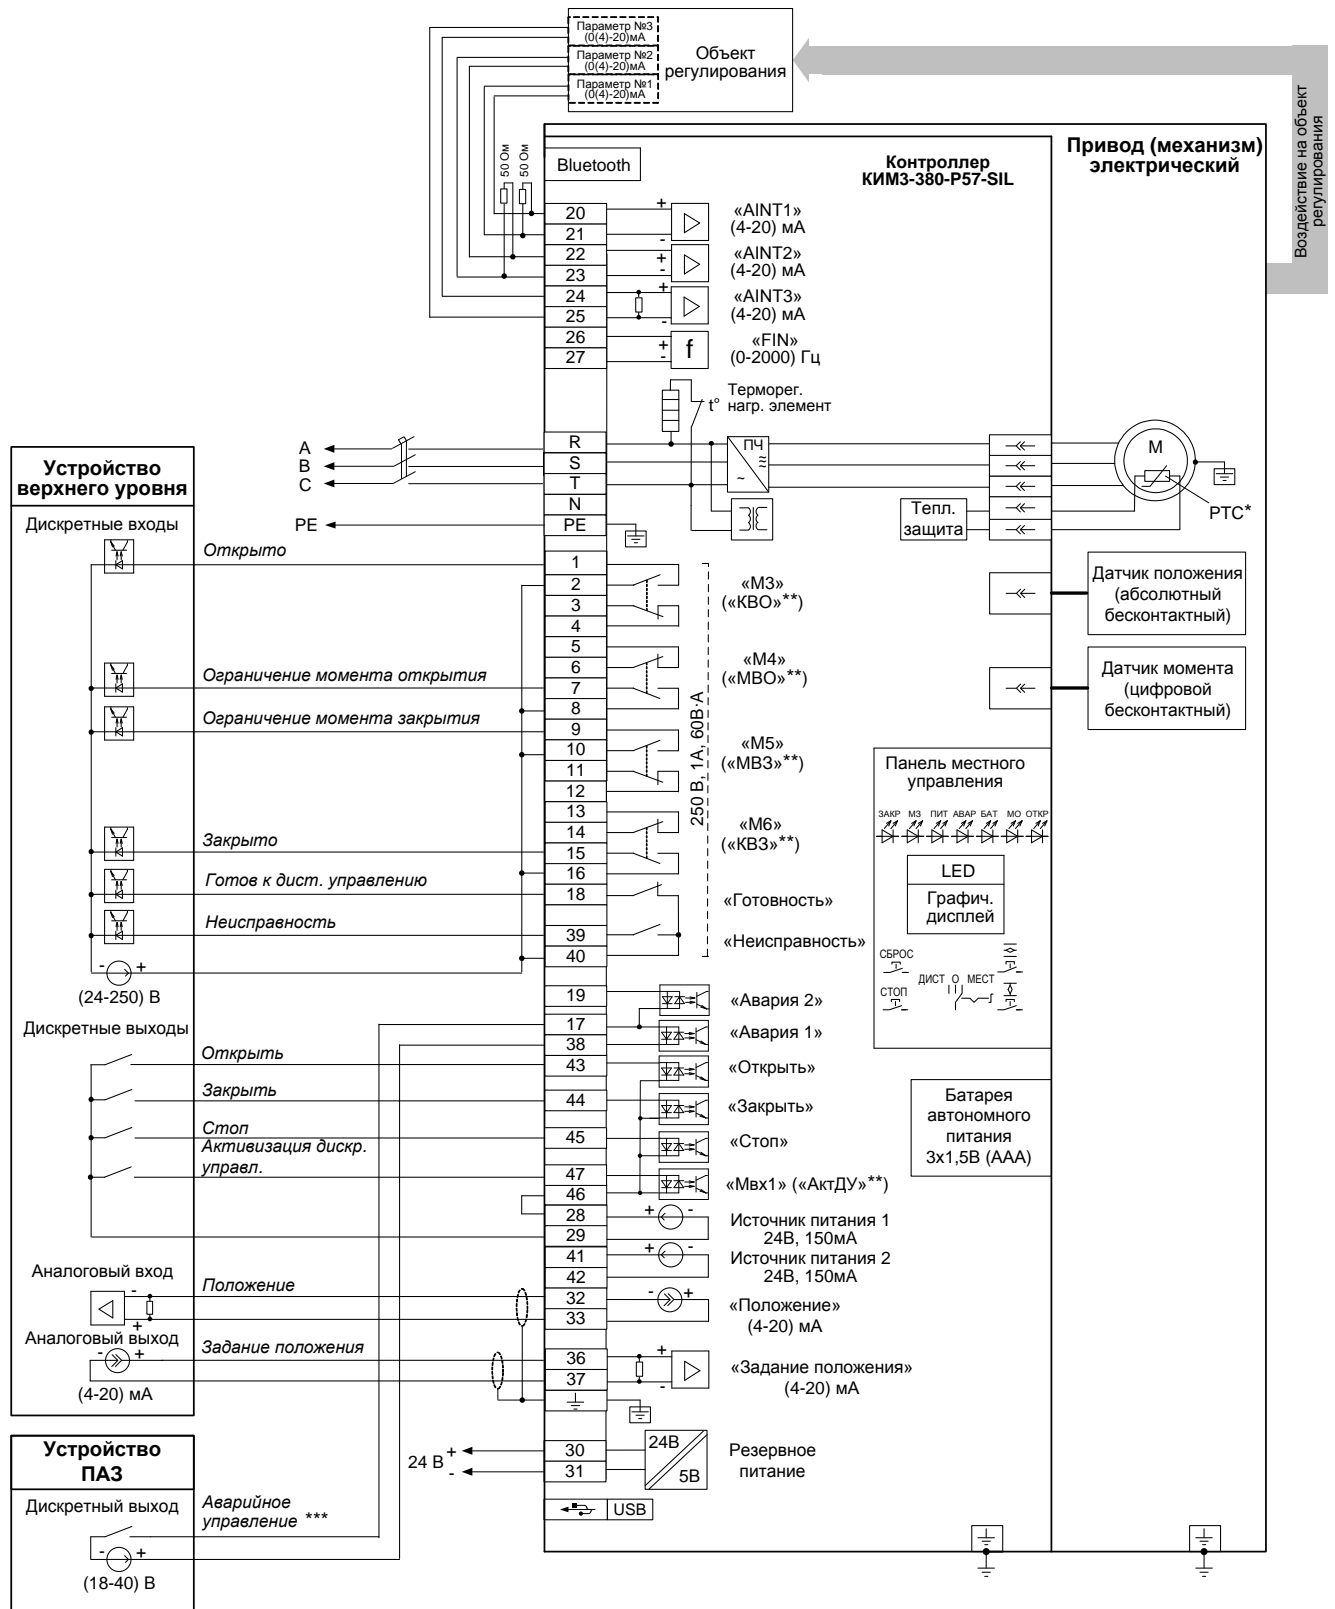 Параметр №3
(0(4)-20)мА
Параметр №2
(0(4)-20)мА
Параметр №1
(0(4)-20)мА
Объект
регулирования
Воздействие на объект
регулирования
50 Ом
50 Ом
Bluetooth
Контроллер
КИМ3-380-Р57-SIL
Привод (механизм)
электрический
20
21
22
23
24
25
26
27
+
-
«AINT1»
(4-20) мА
+
-
«AINT2»
(4-20) мА
+
-
«AINT3»
(4-20) мА
+
-
f
«FIN»
(0-2000) Гц
t°
Терморег.
нагр. элемент
A
B
C
PE
R
S
T
N
PE
ПЧ
~
≈
M
PTC*
Тепл.
защита
Датчик положения
(абсолютный
бесконтактный)
Датчик момента
(цифровой
бесконтактный)
Устройство
верхнего уровня
Дискретные входы
Открыто
Ограничение момента открытия
Ограничение момента закрытия
Закрыто
Готов к дист. управлению
Неисправность
- +
(24-250) В
1
2
3
4
5
6
7
8
9
10
11
12
13
14
15
16
18
39
40
«М3»
(«КВО»**)
«М4»
(«МВО»**)
«М5»
(«МВЗ»**)
«М6»
(«КВЗ»**)
«Готовность»
«Неисправность»
250 В, 1А, 60В·А
Панель местного
управления
ЗАКР МЗ ПИТ АВАР БАТ МО ОТКР
LED
Графич.
дисплей
СБРОС
СТОП
ДИСТ О МЕСТ
Дискретные выходы
Открыть
Закрыть
Стоп
Активизация дискр.
управл.
19
17
38
43
44
45
47
46
28
29
41
42
32
33
36
37
«Авария 2»
«Авария 1»
«Открыть»
«Закрыть»
«Стоп»
«Мвх1» («АктДУ»**)
+ -
Источник питания 1
24В, 150мА
+ -
Источник питания 2
24В, 150мА
- +
«Положение»
(4-20) мА
+
-
«Задание положения»
(4-20) мА
Батарея
автономного
питания
3х1,5В (ААА)
Аналоговый вход
-
+
Положение
Аналоговый выход
- +
Задание положения
(4-20) мА
24 В
+
-
30
31
24В
5В
Резервное
питание
USB
Устройство
ПАЗ
Дискретный выход
Аварийное
управление ***
- +
(18-40) В